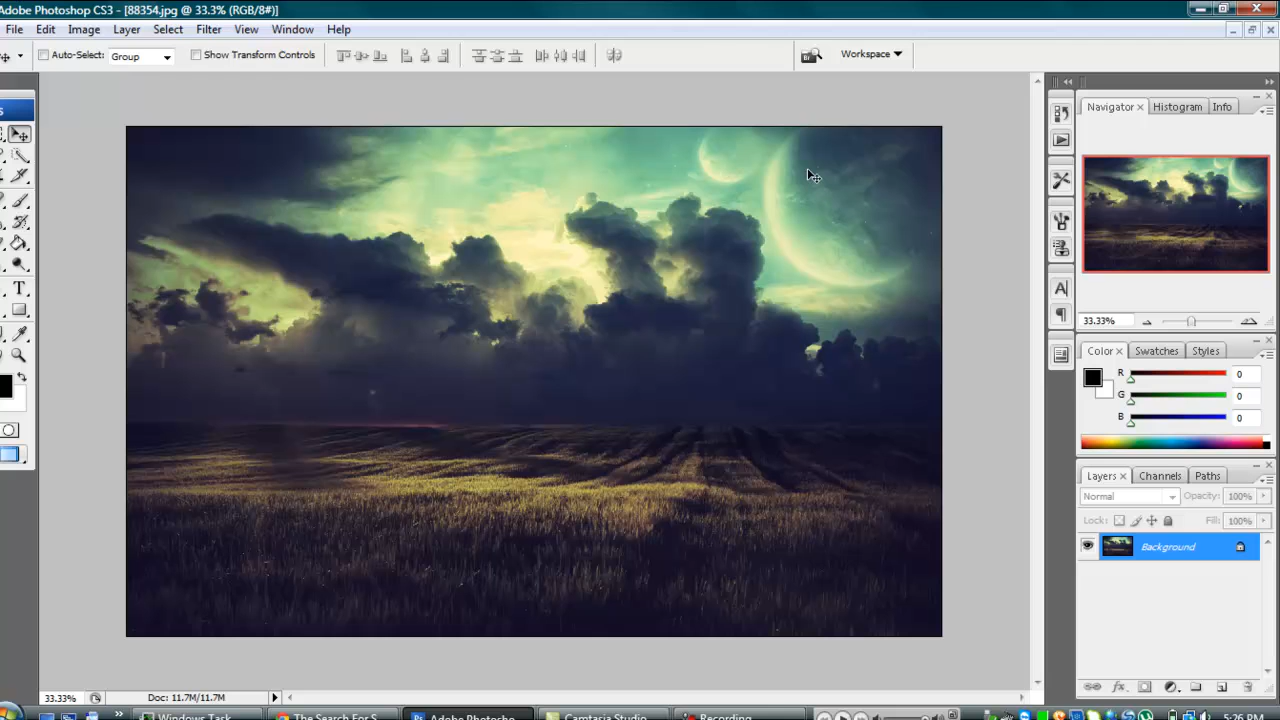 Adobe Photoshop CS3 - [88354.jpg @ 33.3% (RGB/8#)]
File Edit Image Layer Select Filter View Window Help
Auto-Select: Group Show Transform Controls Workspace
Navigator Histogram Info
33.33%
Color Swatches Styles
R 0
G 0
B 0
Layers Channels Paths
Normal Opacity: 100%
Lock: Fill: 100%
Background
33.33% Doc: 11.7M/11.7M
Windows Task The Search For S Adobe Photosho Camtasia Studio Recording 5:26 PM